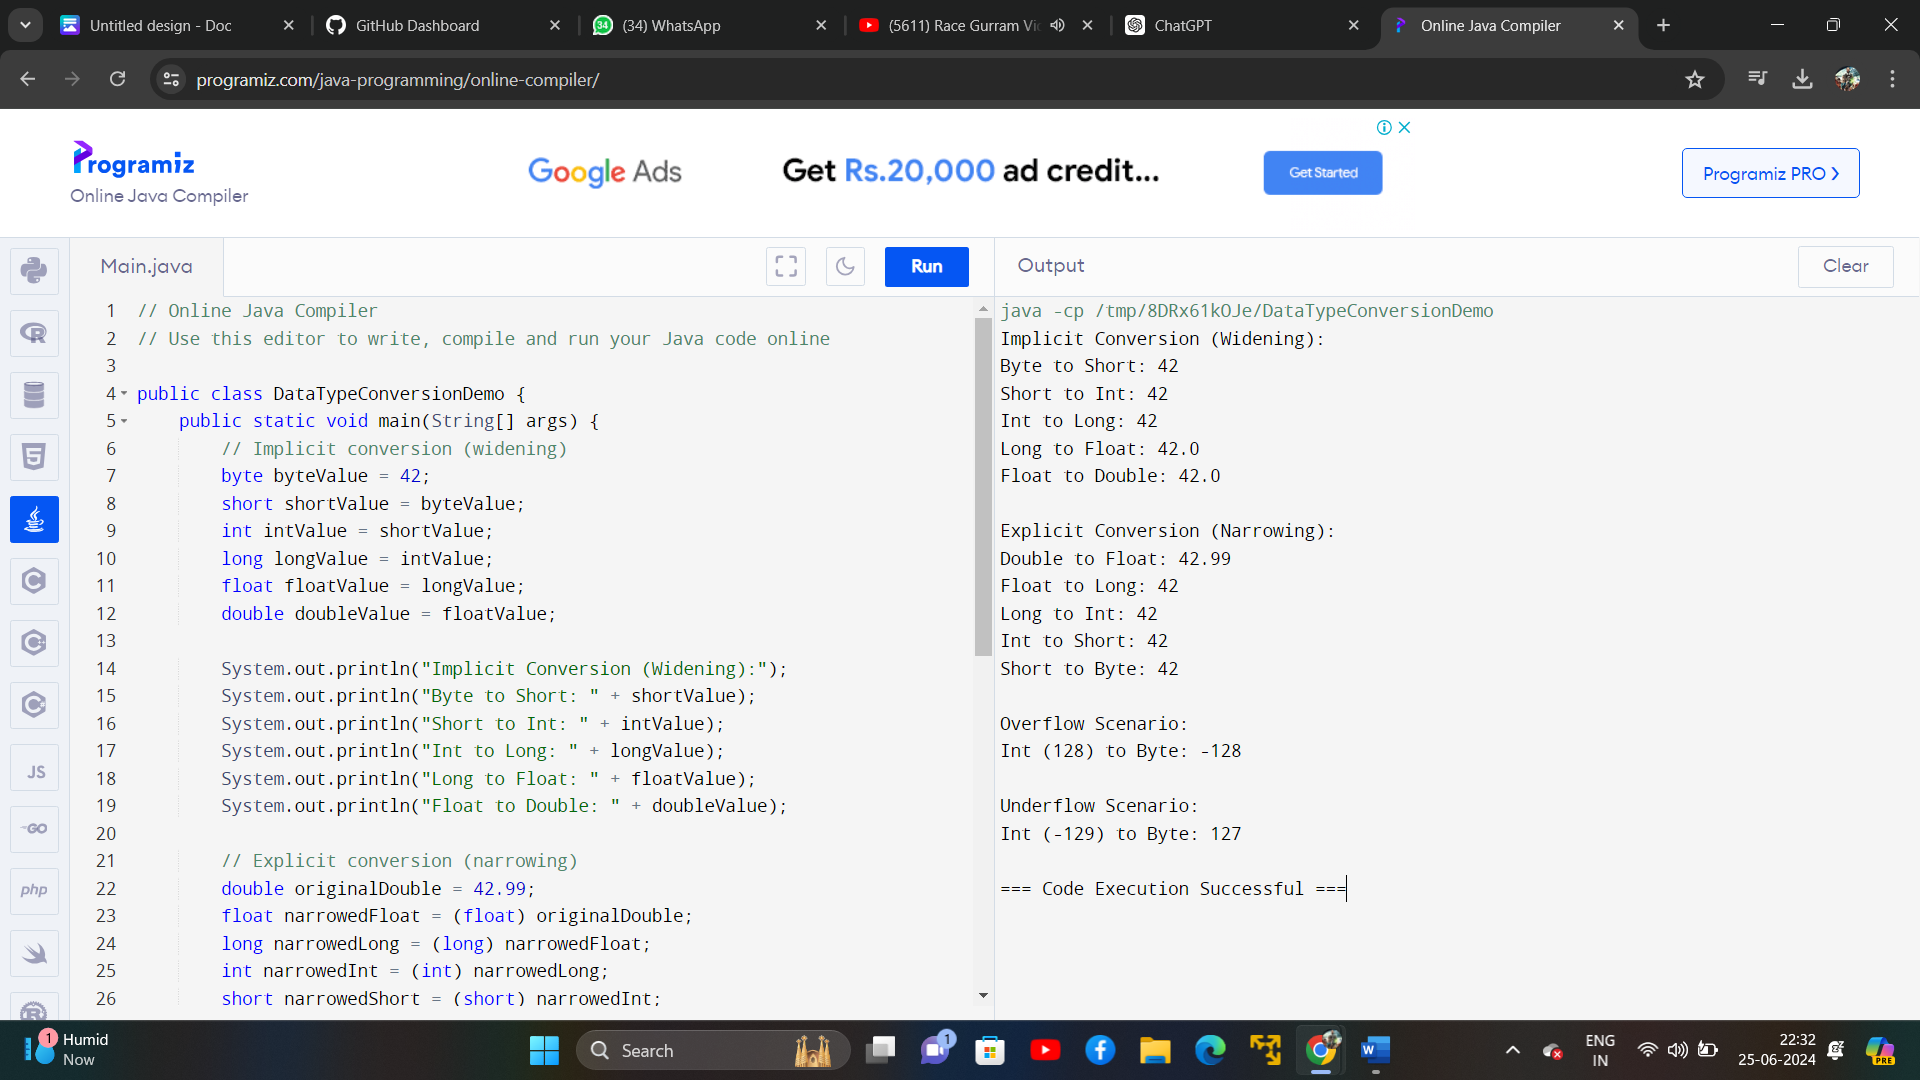 Untitled design - Doc
GitHub Dashboard
(34) WhatsApp
(5611) Race Gurram Vi
ChatGPT
Online Java Compiler
programiz.com/java-programming/online-compiler/
Programiz
Online Java Compiler
Google Ads
Get Rs.20,000 ad credit...
Get Started
Programiz PRO
Main.java
Run
Output
Clear
1 // Online Java Compiler
2 // Use this editor to write, compile and run your Java code online
3
4 public class DataTypeConversionDemo {
5 public static void main(String[] args) {
6 // Implicit conversion (widening)
7 byte byteValue = 42;
8 short shortValue = byteValue;
9 int intValue = shortValue;
10 long longValue = intValue;
11 float floatValue = longValue;
12 double doubleValue = floatValue;
13
14 System.out.println("Implicit Conversion (Widening):");
15 System.out.println("Byte to Short: " + shortValue);
16 System.out.println("Short to Int: " + intValue);
17 System.out.println("Int to Long: " + longValue);
18 System.out.println("Long to Float: " + floatValue);
19 System.out.println("Float to Double: " + doubleValue);
20
21 // Explicit conversion (narrowing)
22 double originalDouble = 42.99;
23 float narrowedFloat = (float) originalDouble;
24 long narrowedLong = (long) narrowedFloat;
25 int narrowedInt = (int) narrowedLong;
26 short narrowedShort = (short) narrowedInt;
java -cp /tmp/8DRx61kOJe/DataTypeConversionDemo
Implicit Conversion (Widening):
Byte to Short: 42
Short to Int: 42
Int to Long: 42
Long to Float: 42.0
Float to Double: 42.0
Explicit Conversion (Narrowing):
Double to Float: 42.99
Float to Long: 42
Long to Int: 42
Int to Short: 42
Short to Byte: 42
Overflow Scenario:
Int (128) to Byte: -128
Underflow Scenario:
Int (-129) to Byte: 127
=== Code Execution Successful ===
JS
GO
php
1
Humid
Now
Search
1
W
ENG
IN
22:32
25-06-2024
PRE